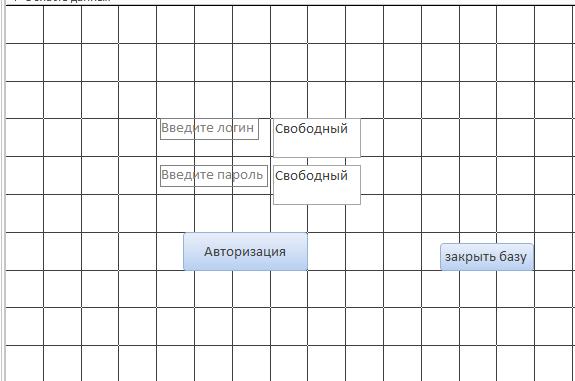 Введите логин
Свободный
Введите пароль
Свободный
Авторизация
закрыть базу